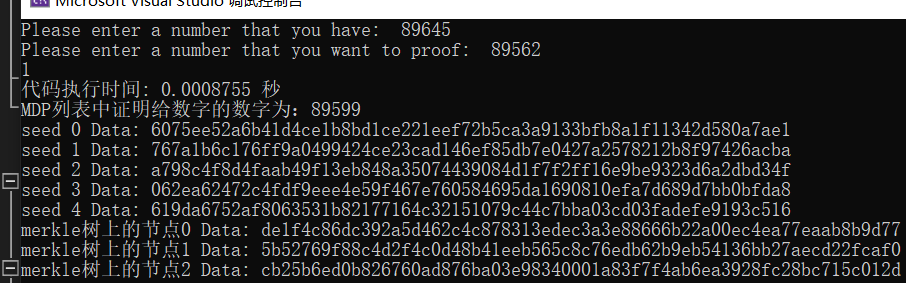 Microsoft Visual Studio 调试控制台
Please enter a number that you have:  89645
Please enter a number that you want to proof:  89562
1
代码执行时间: 0.0008755 秒
MDP列表中证明给数字的数字为：89599
seed 0 Data: 6075ee52a6b41d4ce1b8bd1ce221eef72b5ca3a9133bfb8a1f11342d580a7ae1
seed 1 Data: 767a1b6c176ff9a0499424ce23cad146ef85db7e0427a2578212b8f97426acba
seed 2 Data: a798c4f8d4faab49f13eb848a35074439084d1f7f2ff16e9be9323d6a2dbd34f
seed 3 Data: 062ea62472c4fdf9eee4e59f467e760584695da1690810efa7d689d7bb0bfda8
seed 4 Data: 619da6752af8063531b82177164c32151079c44c7bba03cd03fadefe9193c516
merkle树上的节点0 Data: de1f4c86dc392a5d462c4c878313edec3a3e88666b22a00ec4ea77eaab8b9d77
merkle树上的节点1 Data: 5b52769f88c4d2f4c0d48b41eeb565c8c76edb62b9eb54136bb27aecd22fcaf0
merkle树上的节点2 Data: cb25b6ed0b826760ad876ba03e98340001a83f7f4ab6ea3928fc28bc715c012d